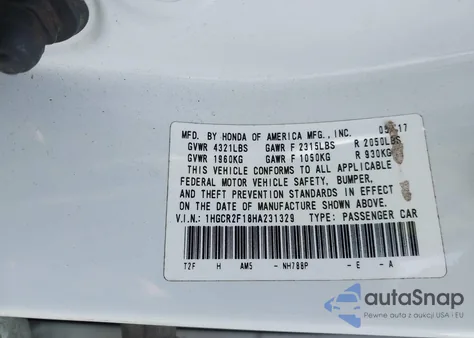 MFD. BY HONDA OF AMERICA MFG., INC. 05/17
GVWR 4321LBS GAWR F 2315LBS R 2050LBS
GVWR 1960KG GAWR F 1050KG R 930KG
THIS VEHICLE CONFORMS TO ALL APPLICABLE
FEDERAL MOTOR VEHICLE SAFETY, BUMPER,
AND THEFT PREVENTION STANDARDS IN EFFECT
ON THE DATE OF MANUFACTURE SHOWN ABOVE.
V.I.N.: 1HGCR2F18HA231329 TYPE: PASSENGER CAR
T2F H AM5 - NH788P - E - A
autoSnap
Pewne auta z aukcji USA i EU